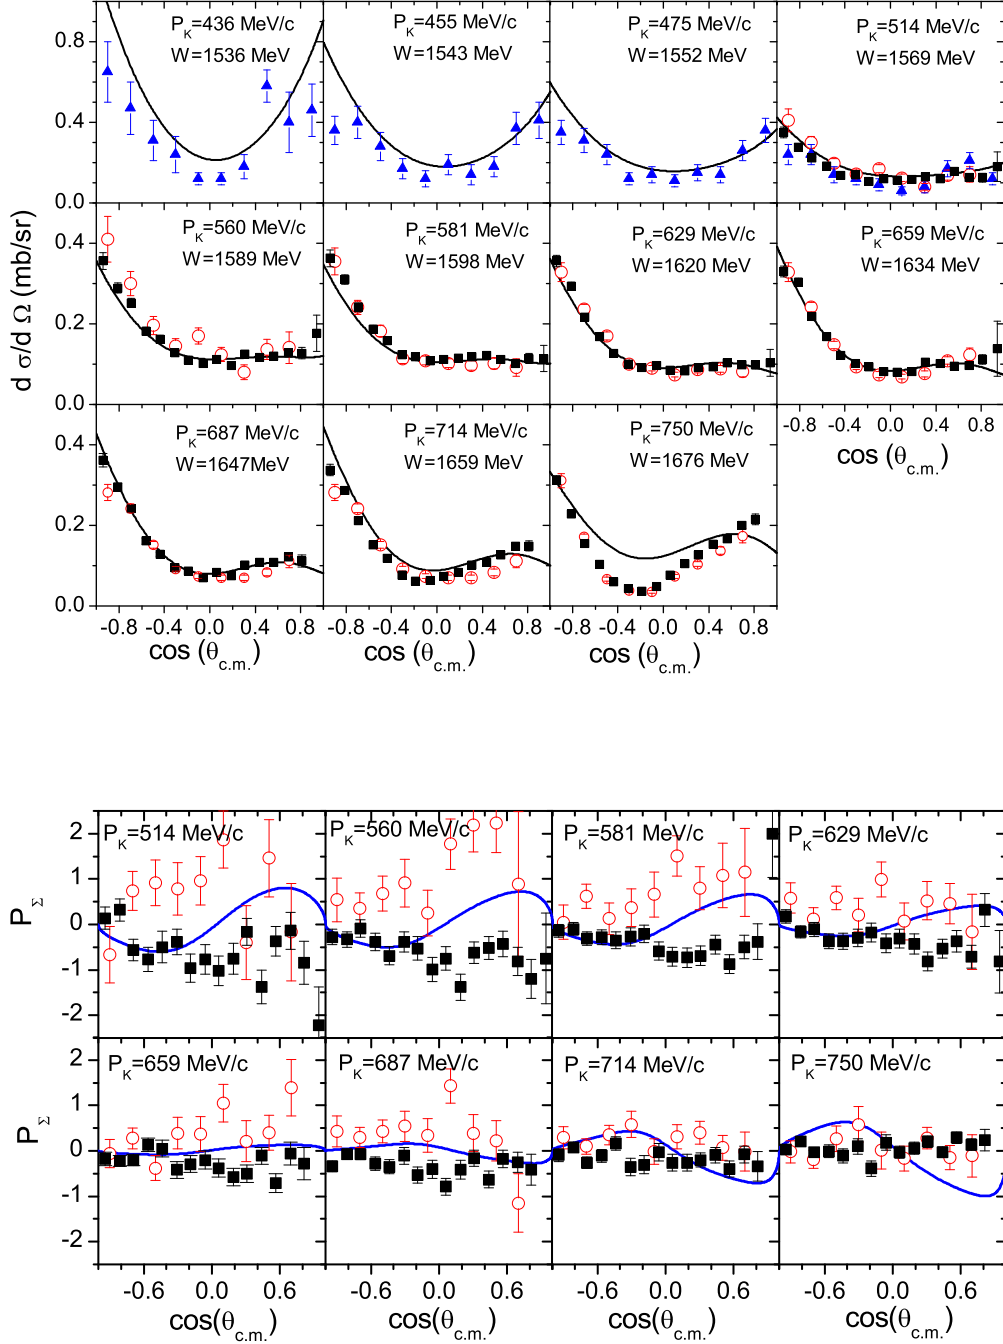 P_K=436 MeV/c
W=1536 MeV
P_K=455 MeV/c
W=1543 MeV
P_K=475 MeV/c
W=1552 MeV
P_K=514 MeV/c
W=1569 MeV
0.8
0.4
0.0
P_K=560 MeV/c
W=1589 MeV
P_K=581 MeV/c
W=1598 MeV
P_K=629 MeV/c
W=1620 MeV
P_K=659 MeV/c
W=1634 MeV
0.4
0.2
0.0
d σ/d Ω (mb/sr)
-0.8 -0.4 0.0 0.4 0.8
cos (θ_c.m.)
P_K=687 MeV/c
W=1647MeV
P_K=714 MeV/c
W=1659 MeV
P_K=750 MeV/c
W=1676 MeV
0.4
0.2
0.0
-0.8 -0.4 0.0 0.4 0.8
-0.8 -0.4 0.0 0.4 0.8
-0.8 -0.4 0.0 0.4 0.8
cos (θ_c.m.)
cos (θ_c.m.)
cos (θ_c.m.)
P_K=514 MeV/c
P_K=560 MeV/c
P_K=581 MeV/c
P_K=629 MeV/c
2
1
0
-1
-2
P_Σ
P_K=659 MeV/c
P_K=687 MeV/c
P_K=714 MeV/c
P_K=750 MeV/c
2
1
0
-1
-2
P_Σ
-0.6 0.0 0.6
-0.6 0.0 0.6
-0.6 0.0 0.6
-0.6 0.0 0.6
cos(θ_c.m.)
cos(θ_c.m.)
cos(θ_c.m.)
cos(θ_c.m.)